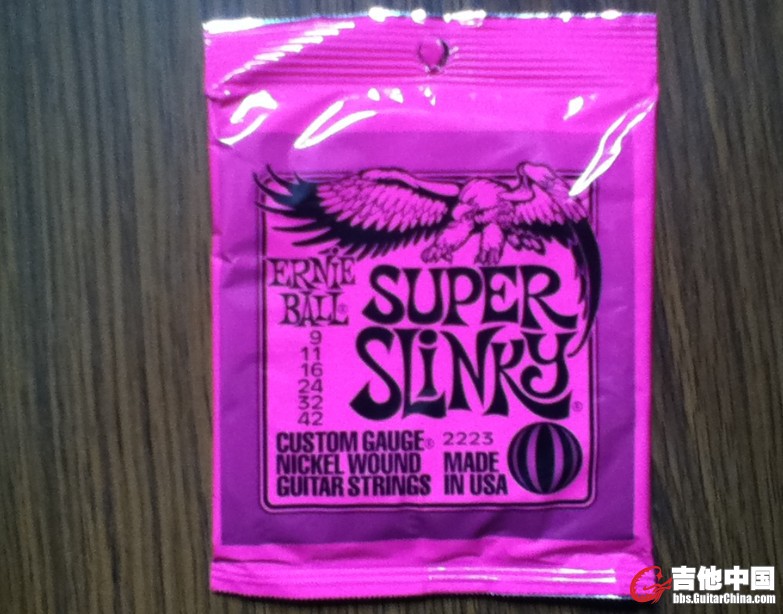 ERNIE BALL®
SUPER SLINKY®
9
11
16
24
32
42
CUSTOM GAUGE® 2223
NICKEL WOUND MADE
GUITAR STRINGS IN USA
吉他中国
bbs.GuitarChina.com